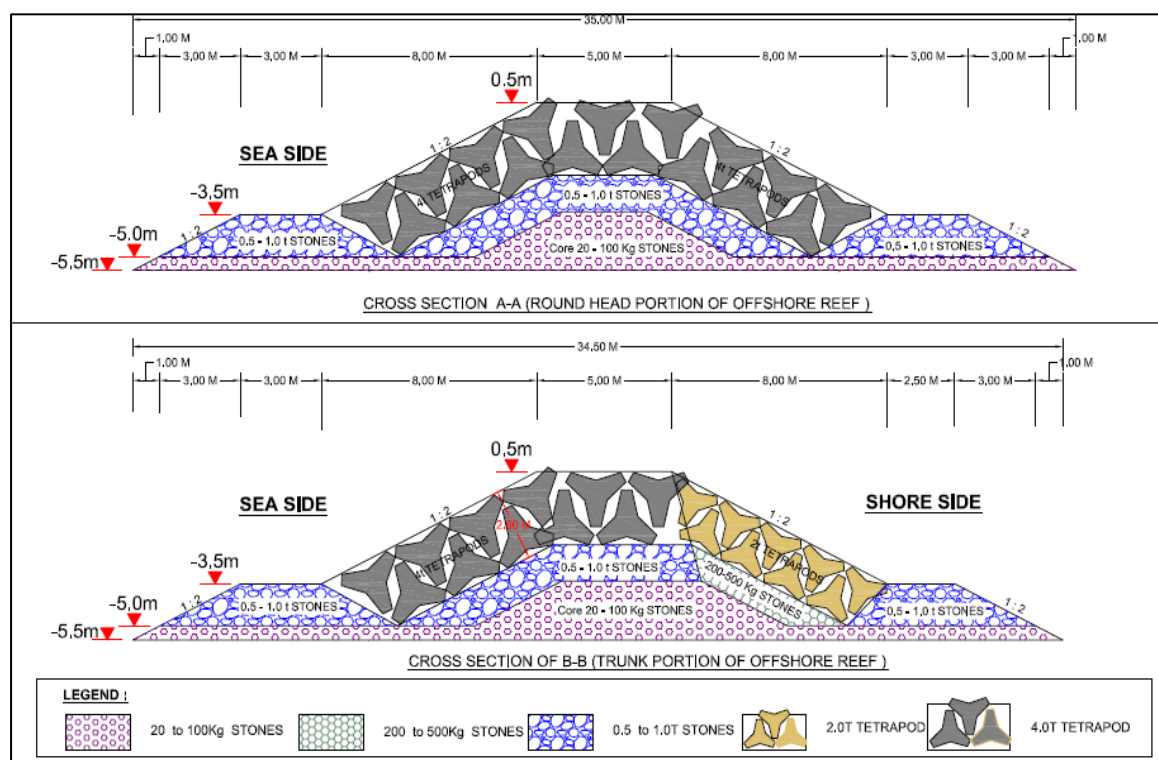 35.00 M
1.00 M
3,00 M
3,00 M
8,00 M
5,00 M
8,00 M
3,00 M
3,00 M
1.00 M
0.5m
SEA SIDE
1 : 2
4t TETRAPODS
1 : 2
4t TETRAPODS
-3,5m
0.5 - 1.0 t STONES
-5.0m
1 : 2
0.5 - 1.0 t STONES
Core 20 - 100 Kg STONES
0.5 - 1,0 t STONES
1 : 2
-5,5m
CROSS SECTION A-A (ROUND HEAD PORTION OF OFFSHORE REEF )
34.50 M
1.00 M
3,00 M
3,00 M
8,00 M
5,00 M
8,00 M
2,50 M
3,00 M
1.00 M
0,5m
SEA SIDE
SHORE SIDE
1 : 2
4t TETRAPODS
1 : 2
2t TETRAPODS
-3,5m
0.5 - 1.0 t STONES
200-500 Kg STONES
-5,0m
1 : 2
0.5 - 1.0 t STONES
Core 20 - 100 Kg STONES
0.5 - 1,0 t STONES
1 : 2
-5,5m
CROSS SECTION OF B-B (TRUNK PORTION OF OFFSHORE REEF )
LEGEND :
20 to 100Kg STONES
200 to 500Kg STONES
0.5 to 1.0T STONES
2.0T TETRAPOD
4.0T TETRAPOD